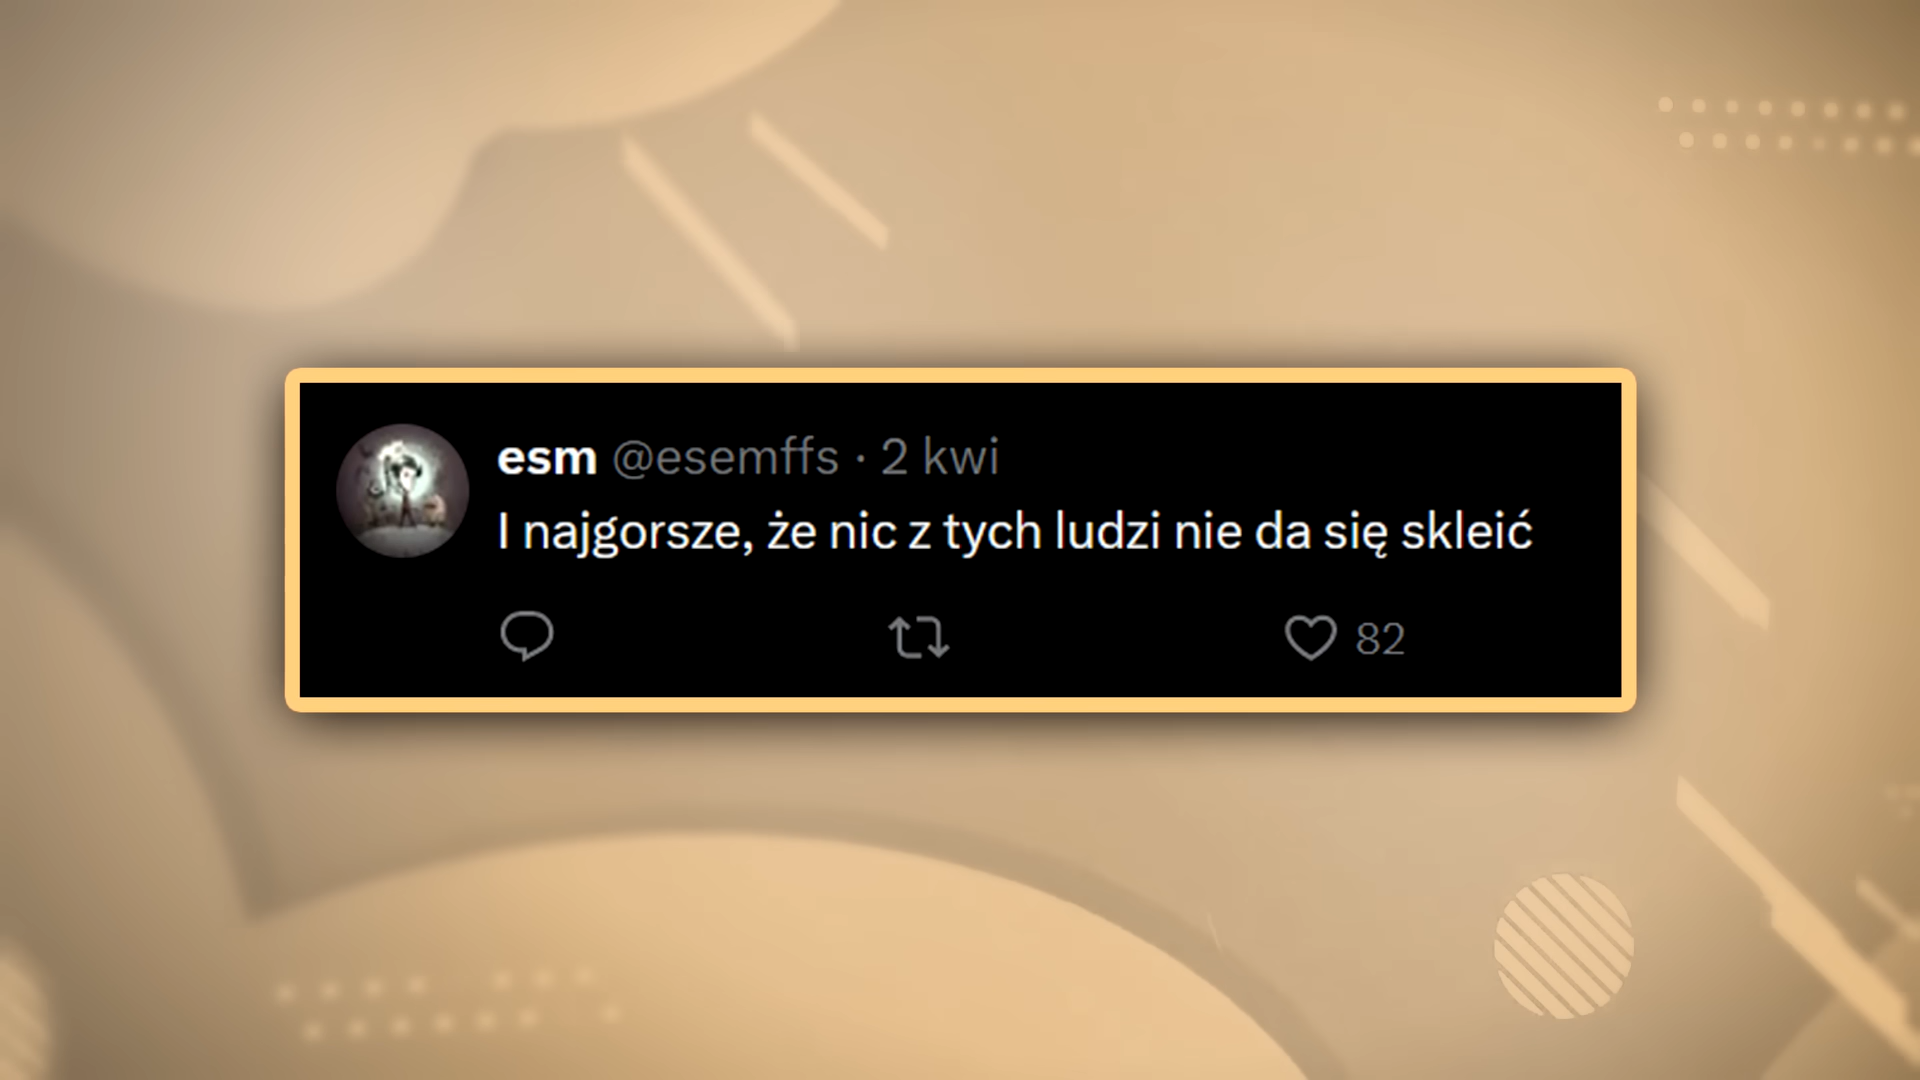 esm @esemffs · 2 kwi
I najgorsze, że nic z tych ludzi nie da się skleić
82